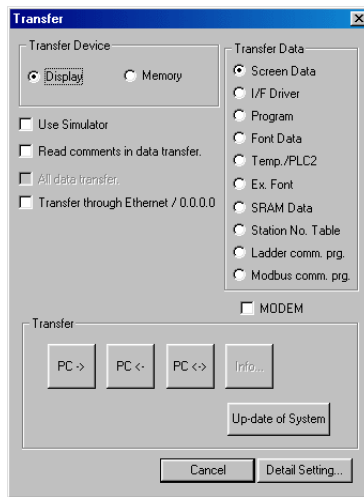 Transfer
Transfer Device
Display
Memory
Use Simulator
Read comments in data transfer.
All data transfer.
Transfer through Ethernet / 0.0.0.0
Transfer Data
Screen Data
I/F Driver
Program
Font Data
Temp./PLC2
Ex. Font
SRAM Data
Station No. Table
Ladder comm. prg.
Modbus comm. prg.
MODEM
Transfer
PC ->
PC <-
PC <->
Info...
Up-date of System
Cancel
Detail Setting...